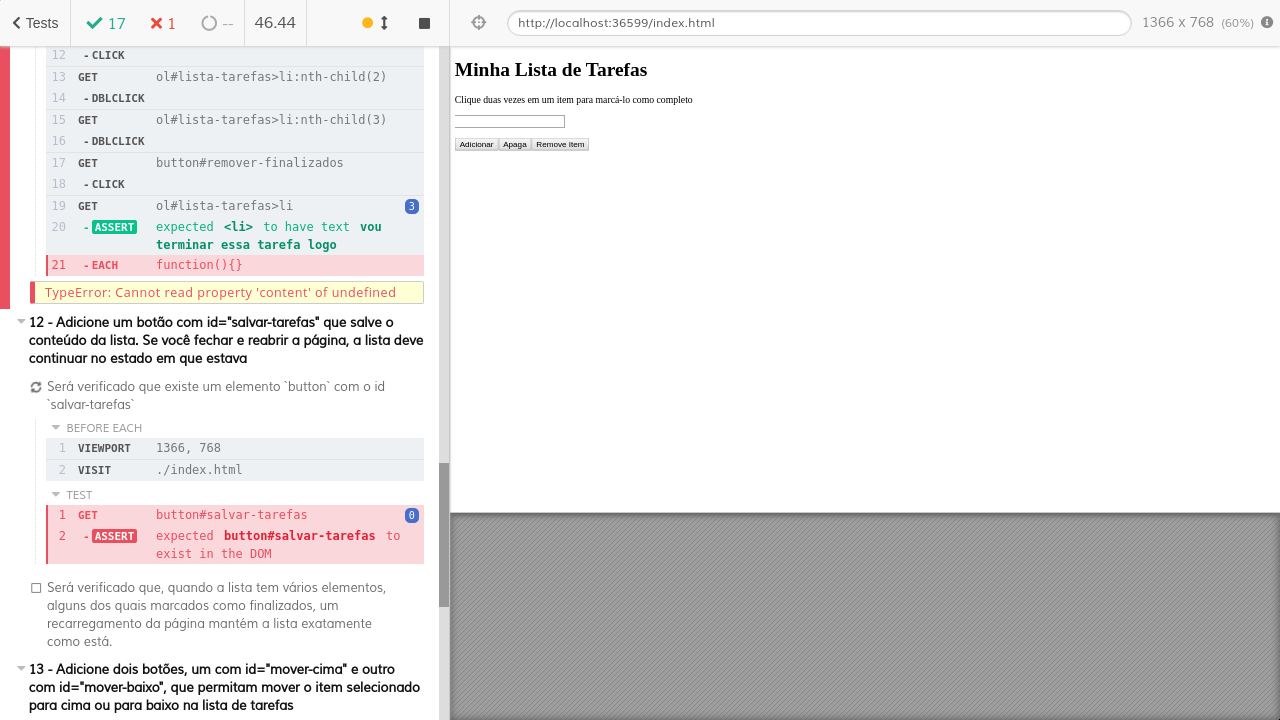 Tests
17
1
--
46.44
http://localhost:36599/index.html
1366 x 768 (60%)
12 - CLICK
13 GET ol#lista-tarefas>li:nth-child(2)
14 - DBLCLICK
15 GET ol#lista-tarefas>li:nth-child(3)
16 - DBLCLICK
17 GET button#remover-finalizados
18 - CLICK
19 GET ol#lista-tarefas>li 3
20 - ASSERT expected <li> to have text vou
terminar essa tarefa logo
21 - EACH function(){}
TypeError: Cannot read property 'content' of undefined
12 - Adicione um botão com id="salvar-tarefas" que salve o
conteúdo da lista. Se você fechar e reabrir a página, a lista deve
continuar no estado em que estava
Será verificado que existe um elemento `button` com o id
`salvar-tarefas`
BEFORE EACH
1 VIEWPORT 1366, 768
2 VISIT ./index.html
TEST
1 GET button#salvar-tarefas 0
2 - ASSERT expected button#salvar-tarefas to
exist in the DOM
Será verificado que, quando a lista tem vários elementos,
alguns dos quais marcados como finalizados, um
recarregamento da página mantém a lista exatamente
como está.
13 - Adicione dois botões, um com id="mover-cima" e outro
com id="mover-baixo", que permitam mover o item selecionado
para cima ou para baixo na lista de tarefas
Minha Lista de Tarefas
Clique duas vezes em um item para marcá-lo como completo
Adicionar Apaga Remove Item